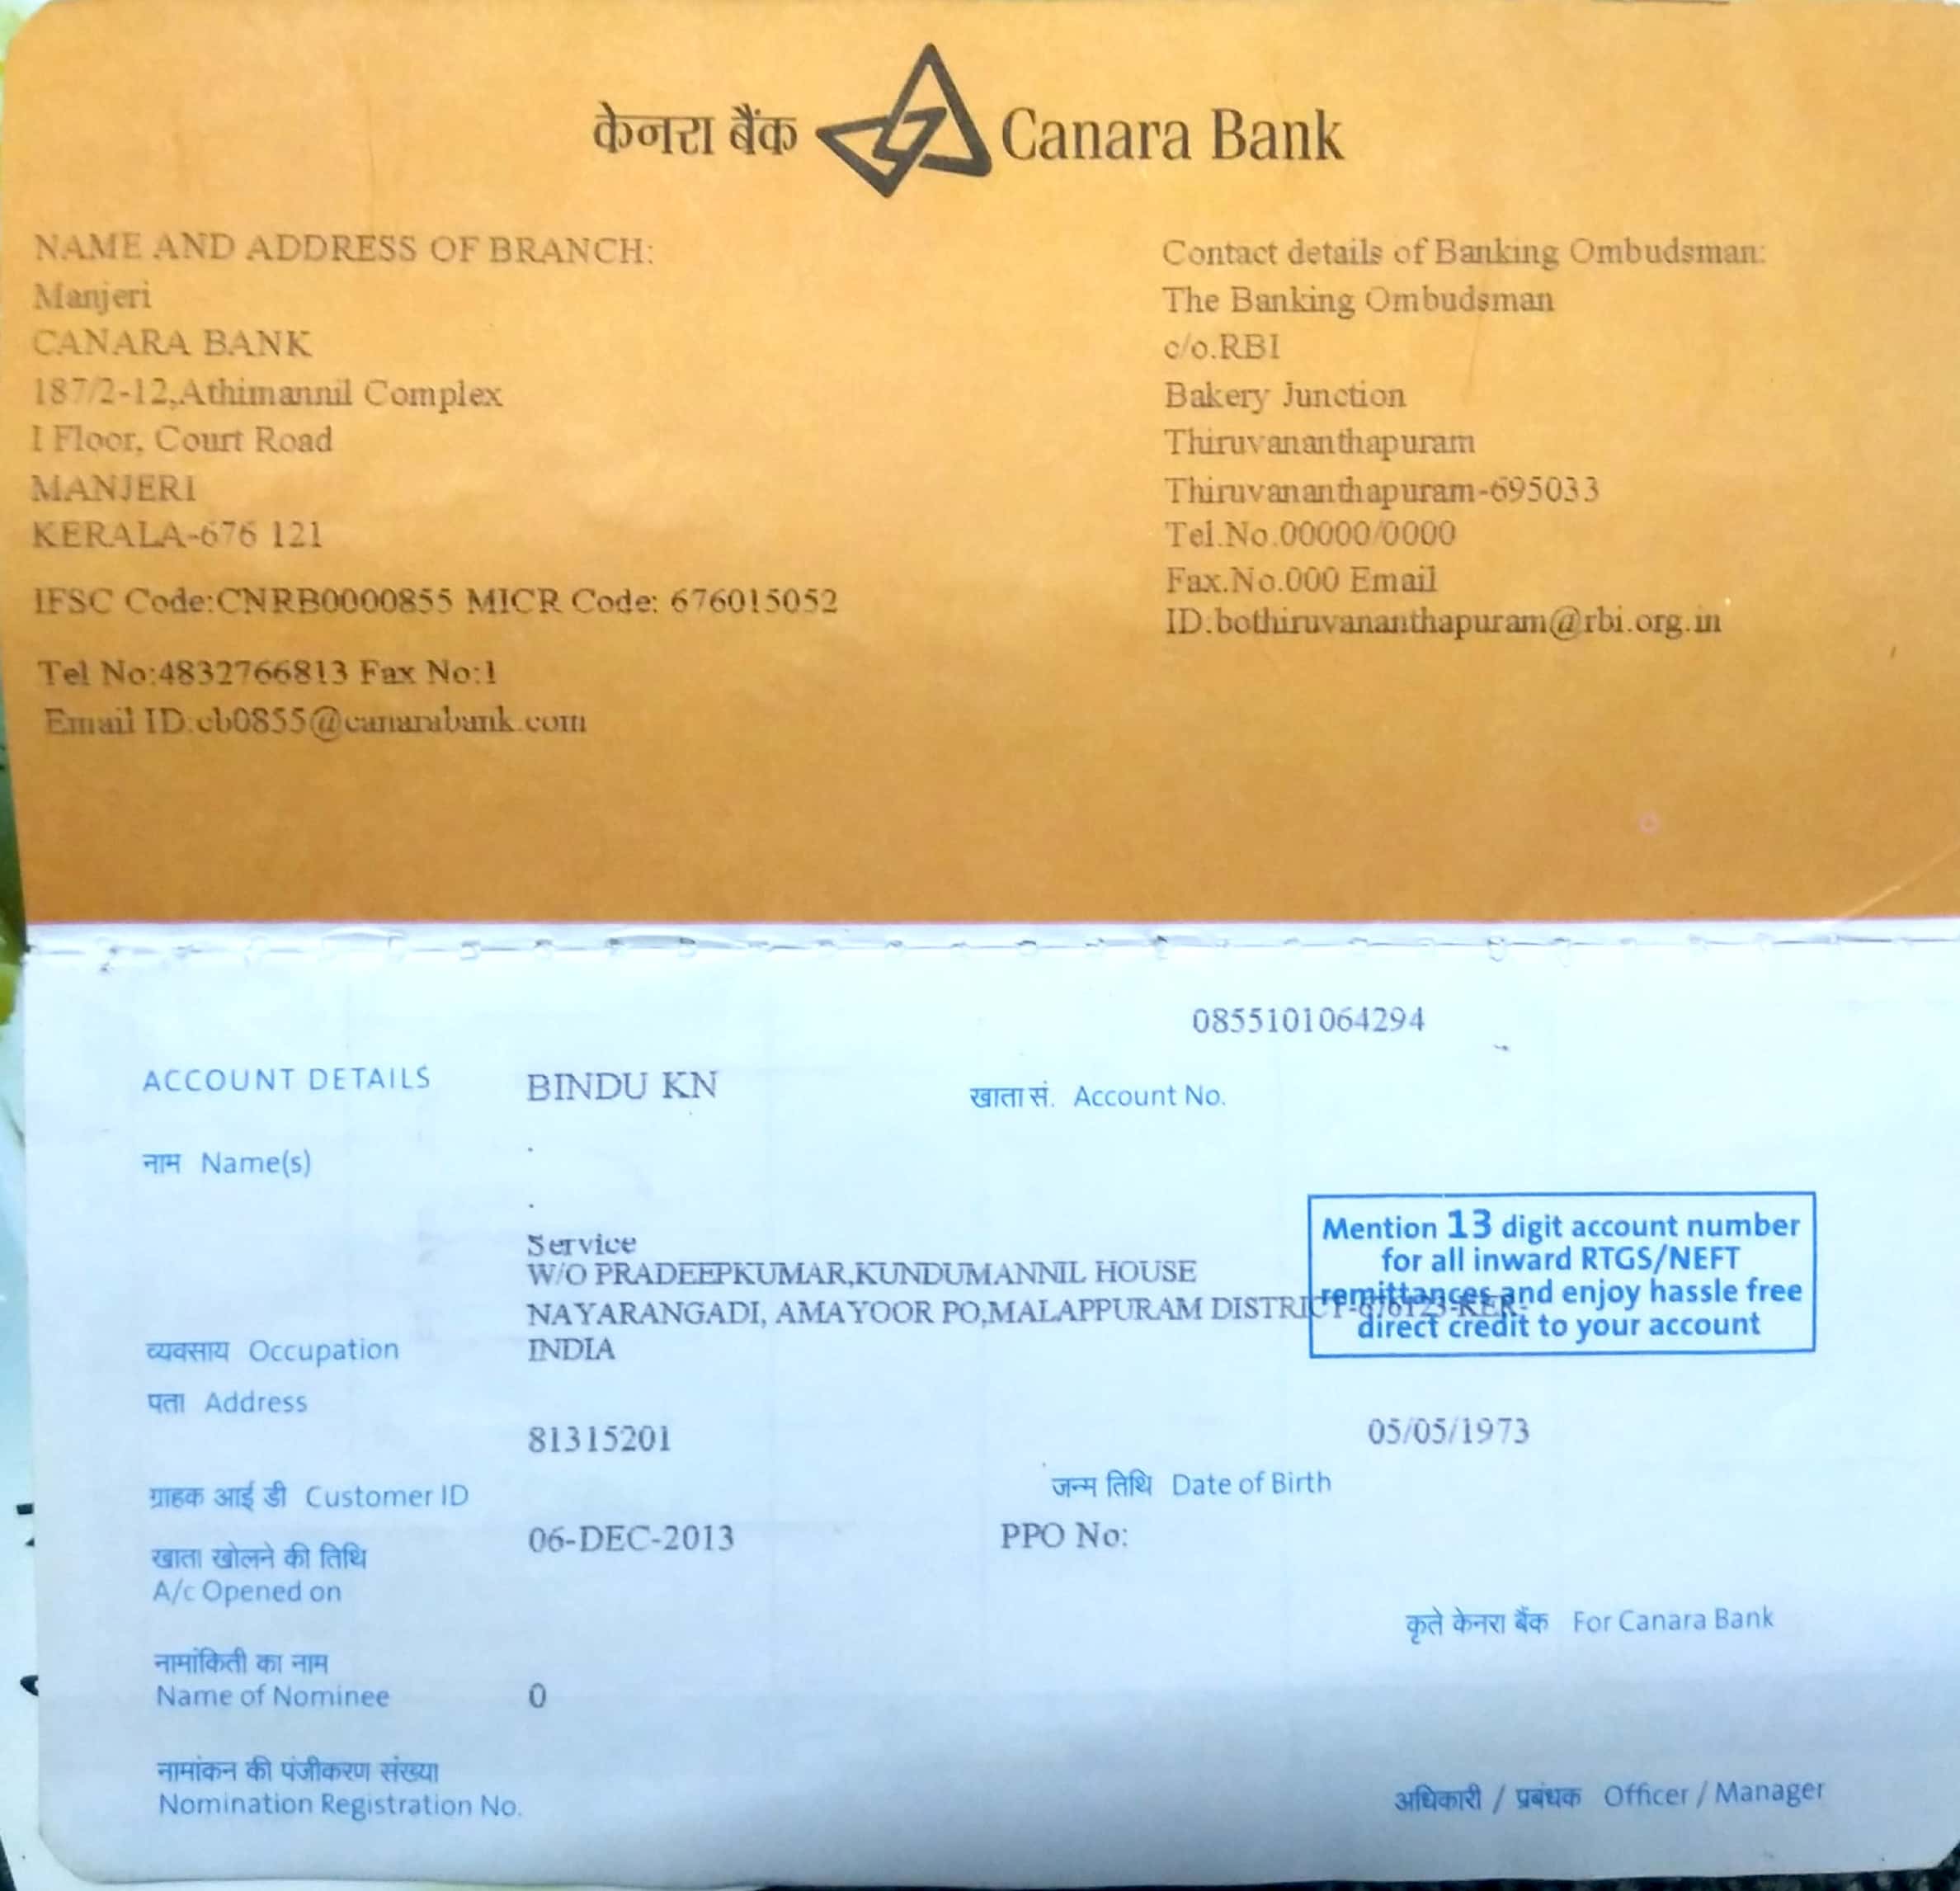 केनरा बैंक Canara Bank
NAME AND ADDRESS OF BRANCH:
Manjeri
CANARA BANK
187/2-12,Athimannil Complex
I Floor, Court Road
MANJERI
KERALA-676 121
IFSC Code:CNRB0000855 MICR Code: 676015052
Tel No:4832766813 Fax No:1
Email ID:cb0855@canarabank.com
Contact details of Banking Ombudsman:
The Banking Ombudsman
c/o.RBI
Bakery Junction
Thiruvananthapuram
Thiruvananthapuram-695033
Tel.No.00000/0000
Fax.No.000 Email
ID:bothiruvananthapuram@rbi.org.in
0855101064294
ACCOUNT DETAILS BINDU KN खाता सं. Account No.
नाम Name(s)
Service
W/O PRADEEPKUMAR,KUNDUMANNIL HOUSE
NAYARANGADI, AMAYOOR PO,MALAPPURAM DISTRICT-676123-KER-
INDIA
Mention 13 digit account number
for all inward RTGS/NEFT
remittances and enjoy hassle free
direct credit to your account
व्यवसाय Occupation
पता Address
81315201 05/05/1973
ग्राहक आई डी Customer ID जन्म तिथि Date of Birth
06-DEC-2013 PPO No:
खाता खोलने की तिथि
A/c Opened on
कृते केनरा बैंक For Canara Bank
नामांकिती का नाम
Name of Nominee 0
नामांकन की पंजीकरण संख्या
Nomination Registration No.
अधिकारी / प्रबंधक Officer / Manager